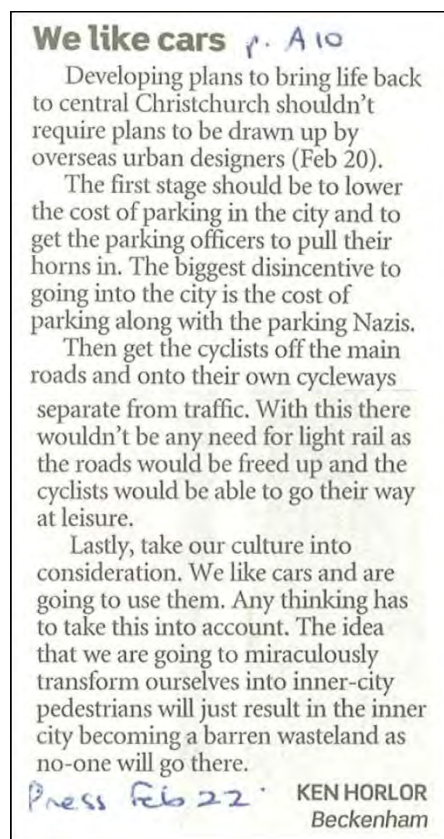 We like cars p. A10
Developing plans to bring life back
to central Christchurch shouldn't
require plans to be drawn up by
overseas urban designers (Feb 20).
The first stage should be to lower
the cost of parking in the city and to
get the parking officers to pull their
horns in. The biggest disincentive to
going into the city is the cost of
parking along with the parking Nazis.
Then get the cyclists off the main
roads and onto their own cycleways
separate from traffic. With this there
wouldn't be any need for light rail as
the roads would be freed up and the
cyclists would be able to go their way
at leisure.
Lastly, take our culture into
consideration. We like cars and are
going to use them. Any thinking has
to take this into account. The idea
that we are going to miraculously
transform ourselves into inner-city
pedestrians will just result in the inner
city becoming a barren wasteland as
no-one will go there.
Press Feb 22. KEN HORLOR
Beckenham